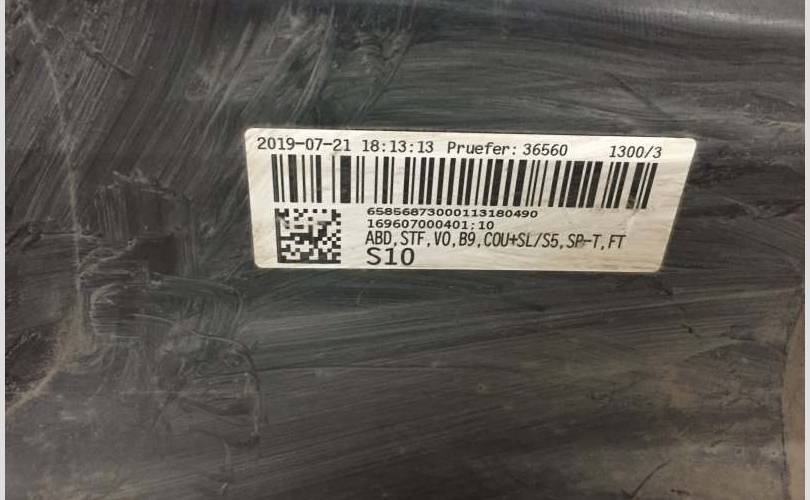 2019-07-21 18:13:13 Pruefer: 36560 1300/3
65856873000113180490
169607000401:10
ABD,STF,VO,B9,COU+SL/S5,SP-T,FT
S10